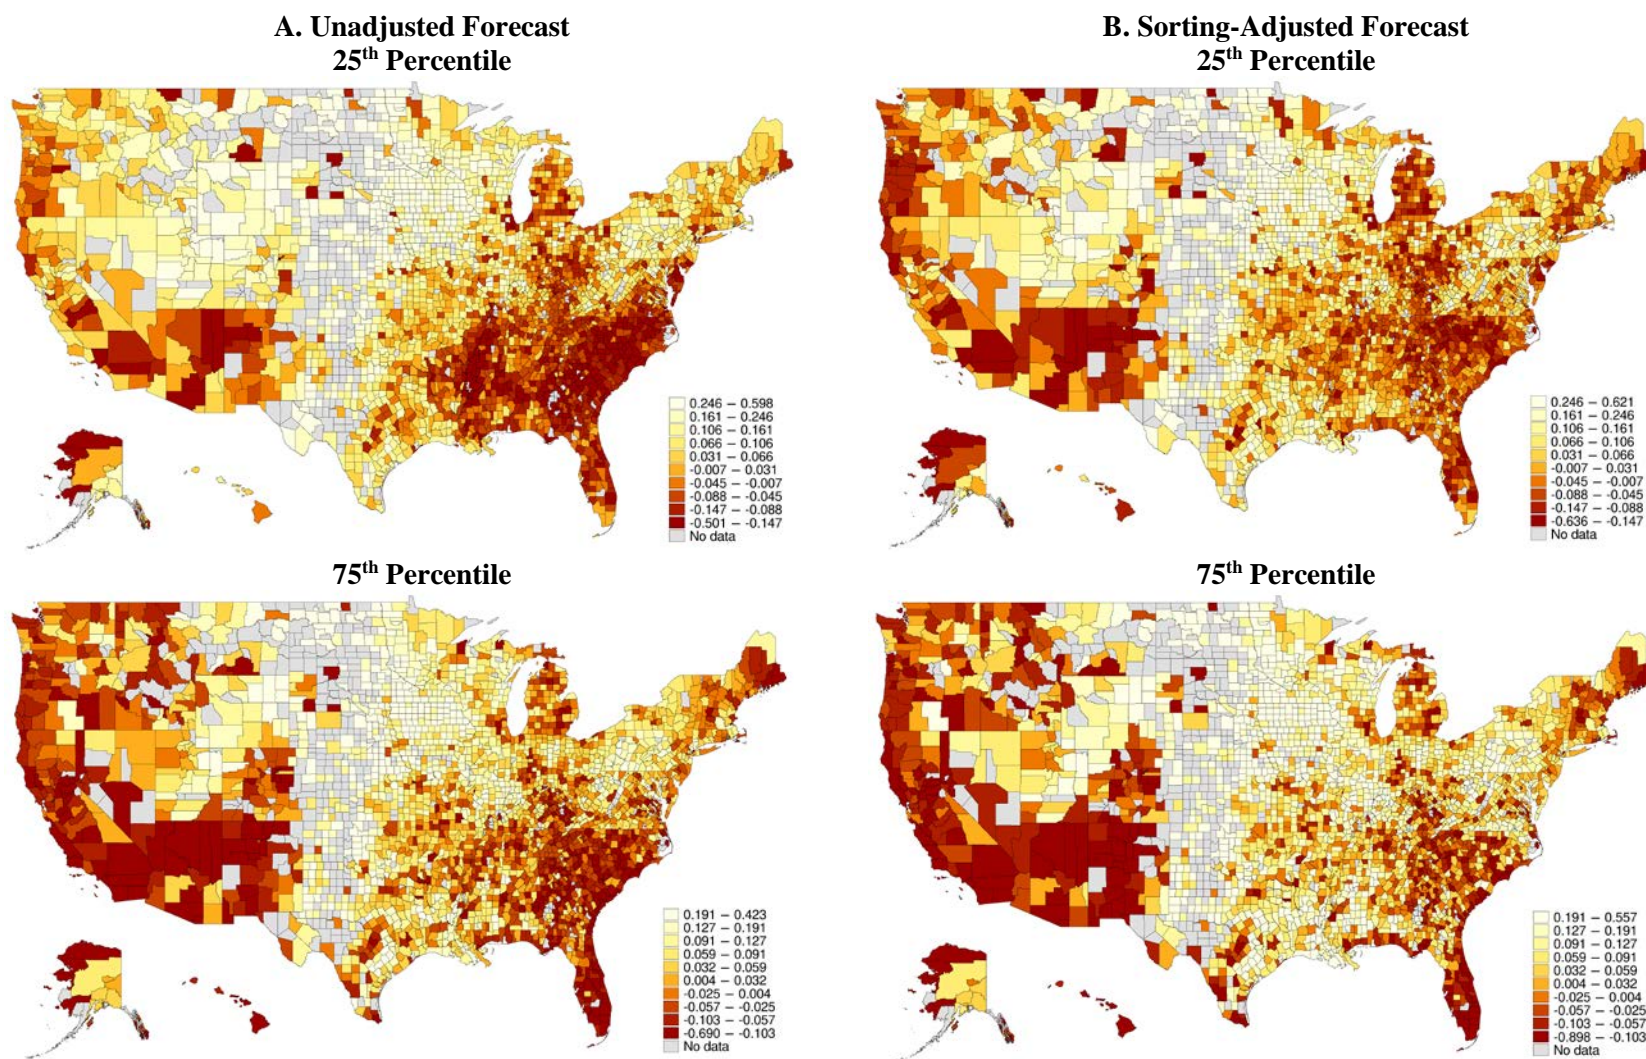 A. Unadjusted Forecast
25th Percentile
0.246 – 0.598
0.161 – 0.246
0.106 – 0.161
0.066 – 0.106
0.031 – 0.066
-0.007 – 0.031
-0.045 – -0.007
-0.088 – -0.045
-0.147 – -0.088
-0.501 – -0.147
No data
75th Percentile
0.191 – 0.423
0.127 – 0.191
0.091 – 0.127
0.059 – 0.091
0.032 – 0.059
0.004 – 0.032
-0.025 – 0.004
-0.057 – -0.025
-0.103 – -0.057
-0.690 – -0.103
No data
B. Sorting-Adjusted Forecast
25th Percentile
0.246 – 0.621
0.161 – 0.246
0.106 – 0.161
0.066 – 0.106
0.031 – 0.066
-0.007 – 0.031
-0.045 – -0.007
-0.088 – -0.045
-0.147 – -0.088
-0.636 – -0.147
No data
75th Percentile
0.191 – 0.557
0.127 – 0.191
0.091 – 0.127
0.059 – 0.091
0.032 – 0.059
0.004 – 0.032
-0.025 – 0.004
-0.057 – -0.025
-0.103 – -0.057
-0.898 – -0.103
No data